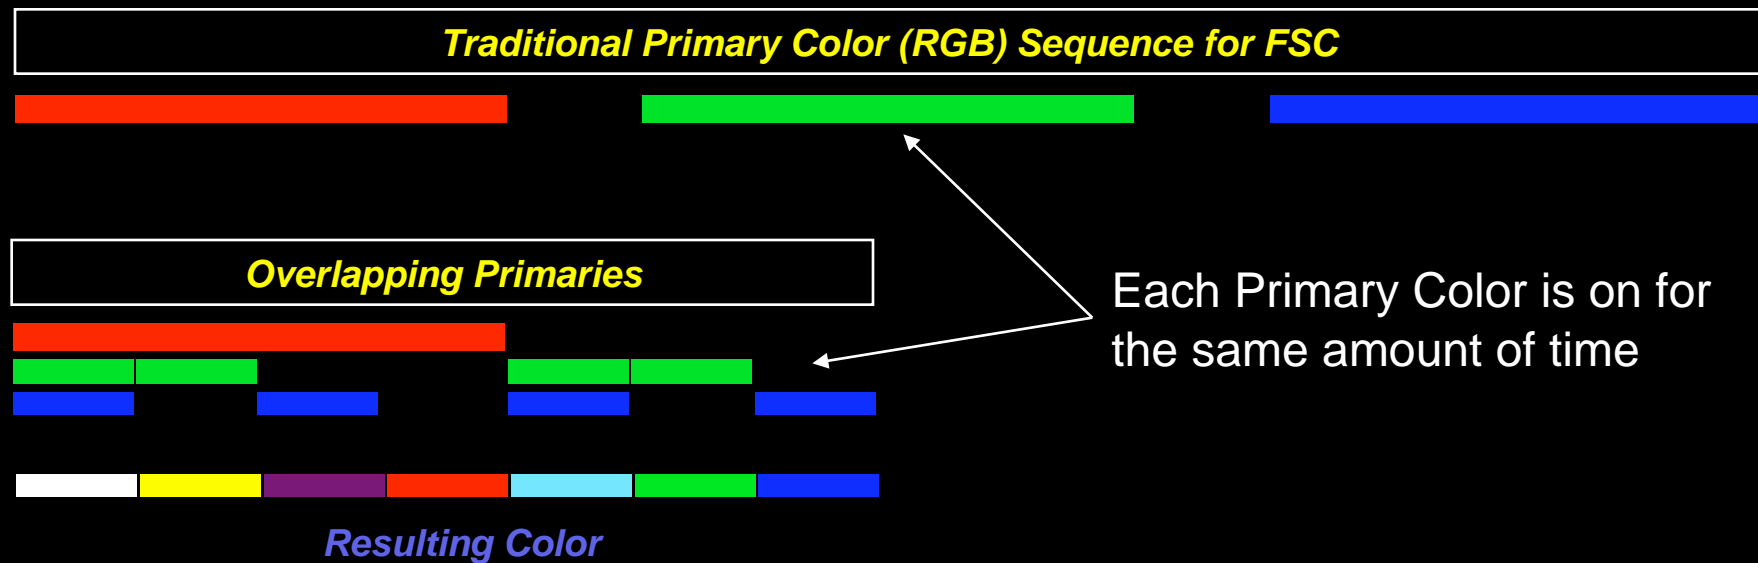 Traditional Primary Color (RGB) Sequence for FSC
Overlapping Primaries
Each Primary Color is on for
the same amount of time
Resulting Color